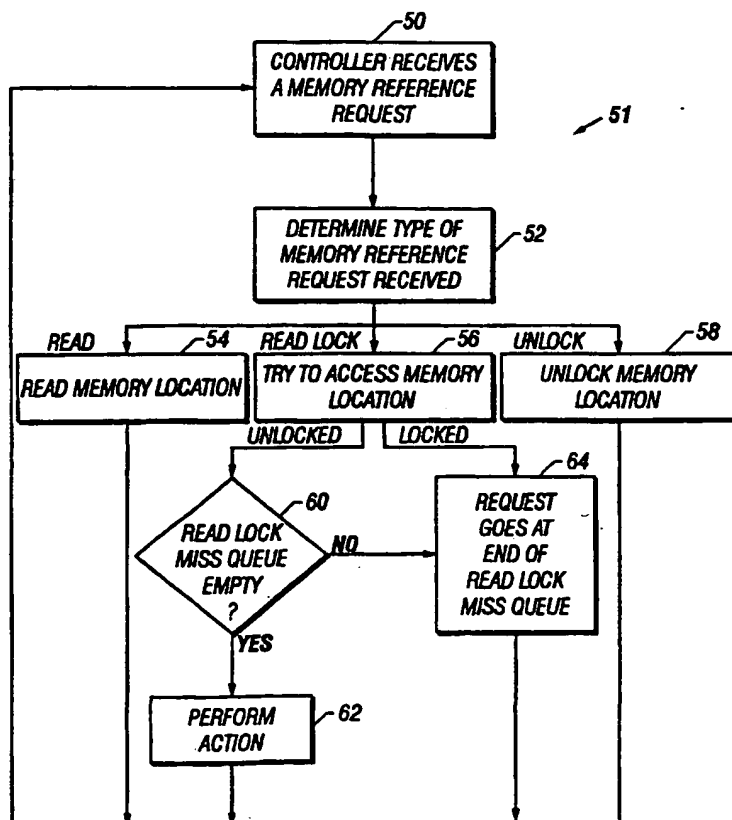 50
CONTROLLER RECEIVES
A MEMORY REFERENCE
REQUEST
51
DETERMINE TYPE OF
MEMORY REFERENCE
REQUEST RECEIVED
52
READ
54
READ LOCK
56
UNLOCK
58
READ MEMORY LOCATION
TRY TO ACCESS MEMORY
LOCATION
UNLOCK MEMORY
LOCATION
UNLOCKED
LOCKED
60
READ LOCK
MISS QUEUE
EMPTY
?
NO
YES
64
REQUEST
GOES AT
END OF
READ LOCK
MISS QUEUE
PERFORM
ACTION
62